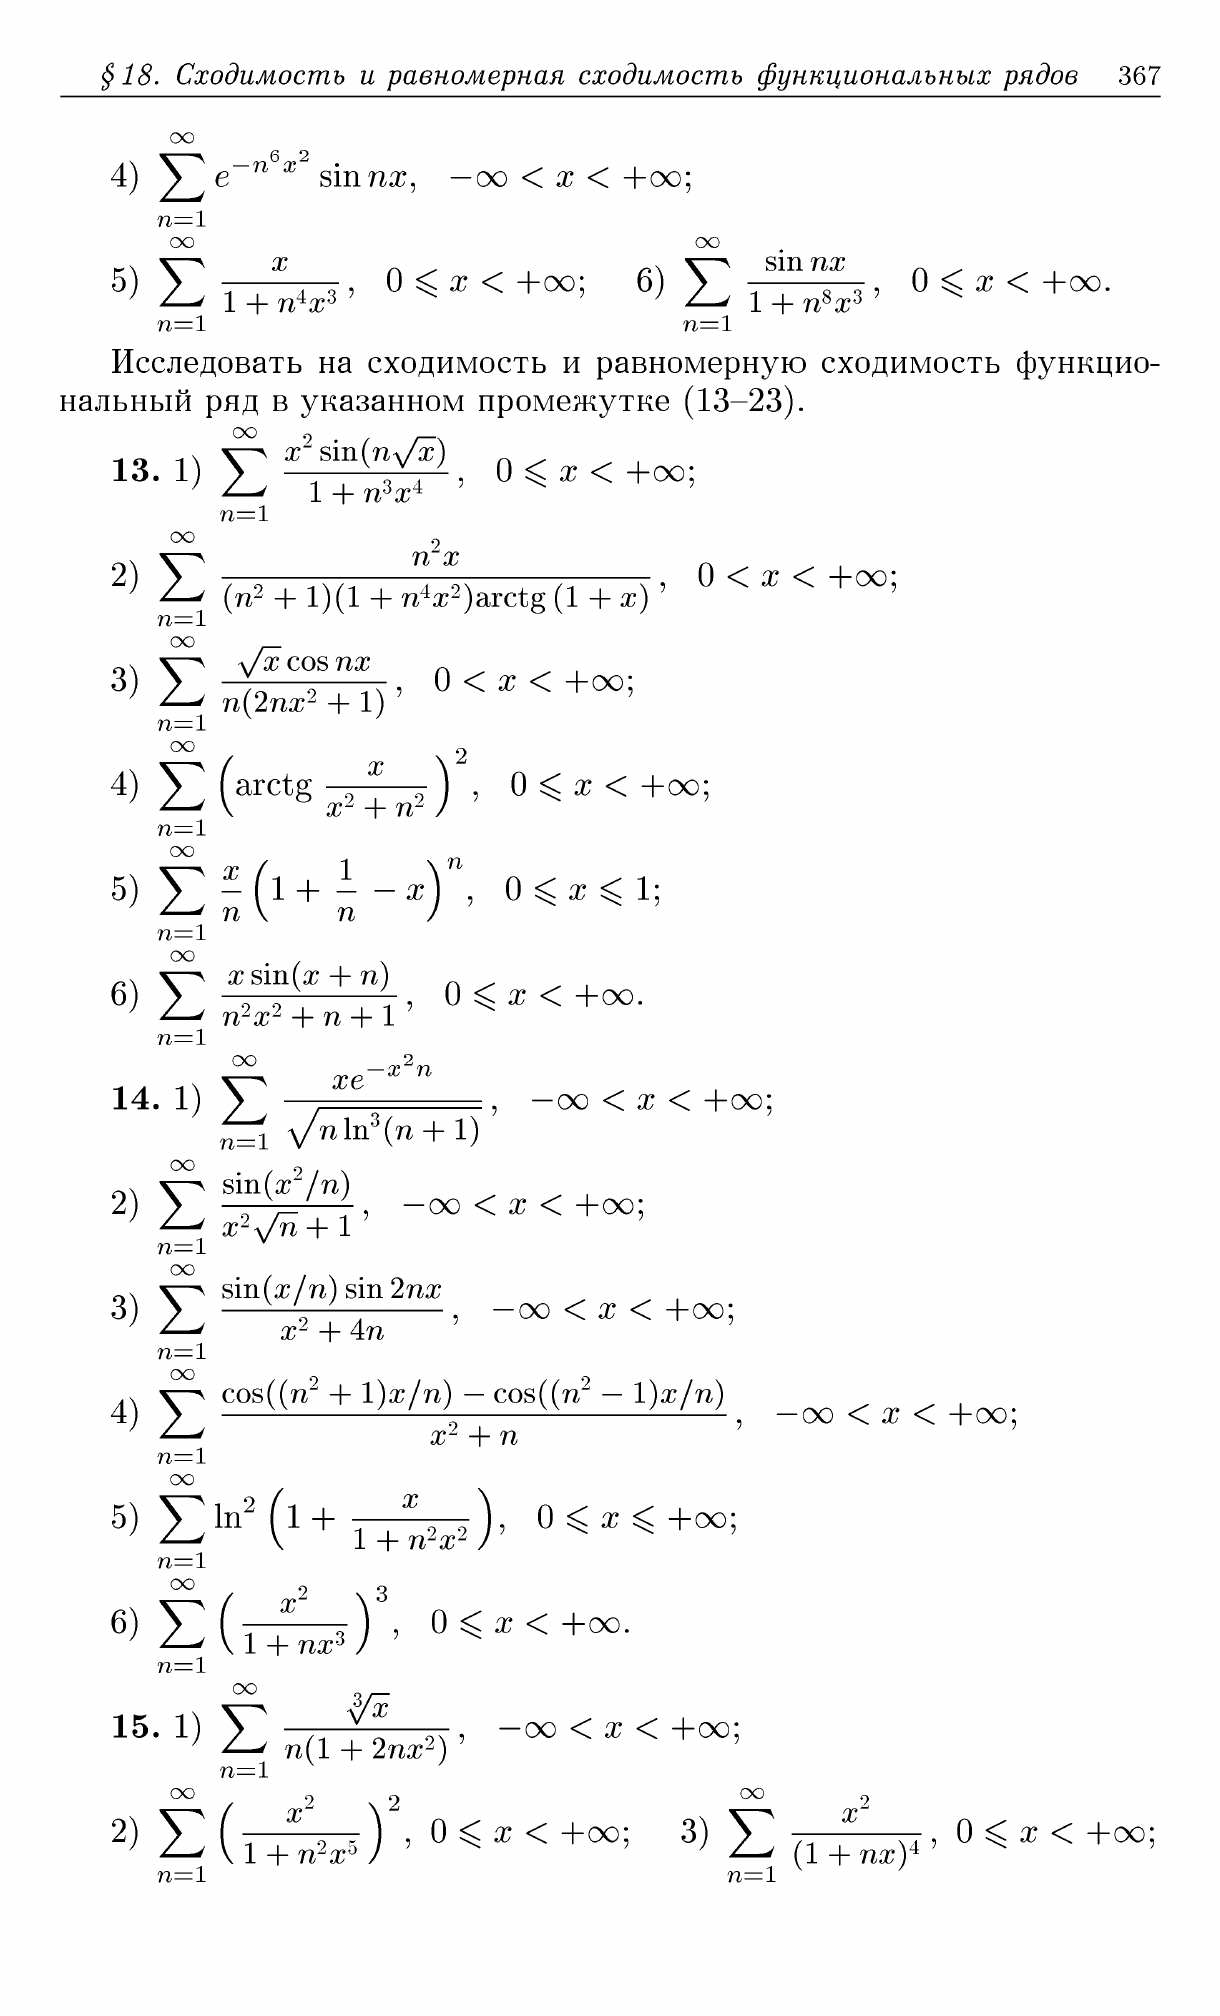 § 18. Сходимость и равномерная сходимость функциональных рядов 367
4) $\sum_{n=1}^{\infty} e^{-n^6x^2} \sin nx, \quad -\infty < x < +\infty;$
5) $\sum_{n=1}^{\infty} \frac{x}{1+n^4x^3}, \quad 0 \leqslant x < +\infty;$ 6) $\sum_{n=1}^{\infty} \frac{\sin nx}{1+n^8x^3}, \quad 0 \leqslant x < +\infty.$
Исследовать на сходимость и равномерную сходимость функцио-
нальный ряд в указанном промежутке (13–23).
13. 1) $\sum_{n=1}^{\infty} \frac{x^2 \sin(n\sqrt{x})}{1+n^3x^4}, \quad 0 \leqslant x < +\infty;$
2) $\sum_{n=1}^{\infty} \frac{n^2x}{(n^2+1)(1+n^4x^2)\text{arctg}\,(1+x)}, \quad 0 < x < +\infty;$
3) $\sum_{n=1}^{\infty} \frac{\sqrt{x} \cos nx}{n(2nx^2+1)}, \quad 0 < x < +\infty;$
4) $\sum_{n=1}^{\infty} \left(\text{arctg}\, \frac{x}{x^2+n^2}\right)^2, \quad 0 \leqslant x < +\infty;$
5) $\sum_{n=1}^{\infty} \frac{x}{n}\left(1+\frac{1}{n}-x\right)^n, \quad 0 \leqslant x \leqslant 1;$
6) $\sum_{n=1}^{\infty} \frac{x \sin(x+n)}{n^2x^2+n+1}, \quad 0 \leqslant x < +\infty.$
14. 1) $\sum_{n=1}^{\infty} \frac{xe^{-x^2n}}{\sqrt{n \ln^3(n+1)}}, \quad -\infty < x < +\infty;$
2) $\sum_{n=1}^{\infty} \frac{\sin(x^2/n)}{x^2\sqrt{n}+1}, \quad -\infty < x < +\infty;$
3) $\sum_{n=1}^{\infty} \frac{\sin(x/n) \sin 2nx}{x^2+4n}, \quad -\infty < x < +\infty;$
4) $\sum_{n=1}^{\infty} \frac{\cos((n^2+1)x/n) - \cos((n^2-1)x/n)}{x^2+n}, \quad -\infty < x < +\infty;$
5) $\sum_{n=1}^{\infty} \ln^2\left(1+\frac{x}{1+n^2x^2}\right), \quad 0 \leqslant x \leqslant +\infty;$
6) $\sum_{n=1}^{\infty} \left(\frac{x^2}{1+nx^3}\right)^3, \quad 0 \leqslant x < +\infty.$
15. 1) $\sum_{n=1}^{\infty} \frac{\sqrt[3]{x}}{n(1+2nx^2)}, \quad -\infty < x < +\infty;$
2) $\sum_{n=1}^{\infty} \left(\frac{x^2}{1+n^2x^5}\right)^2, \; 0 \leqslant x < +\infty;$ 3) $\sum_{n=1}^{\infty} \frac{x^2}{(1+nx)^4}, \; 0 \leqslant x < +\infty;$